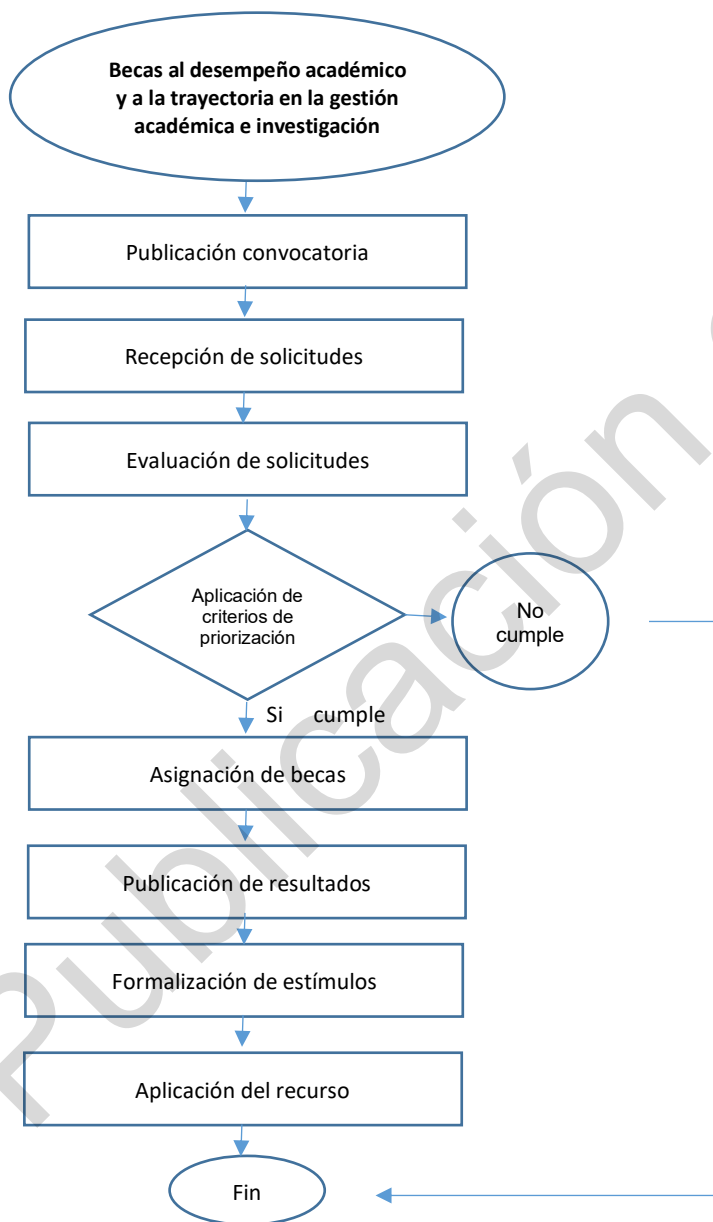 Becas al desempeño académico
y a la trayectoria en la gestión
académica e investigación
Publicación convocatoria
Recepción de solicitudes
Evaluación de solicitudes
Aplicación de
criterios de
priorización
No
cumple
Si cumple
Asignación de becas
Publicación de resultados
Formalización de estímulos
Aplicación del recurso
Fin
Publicación